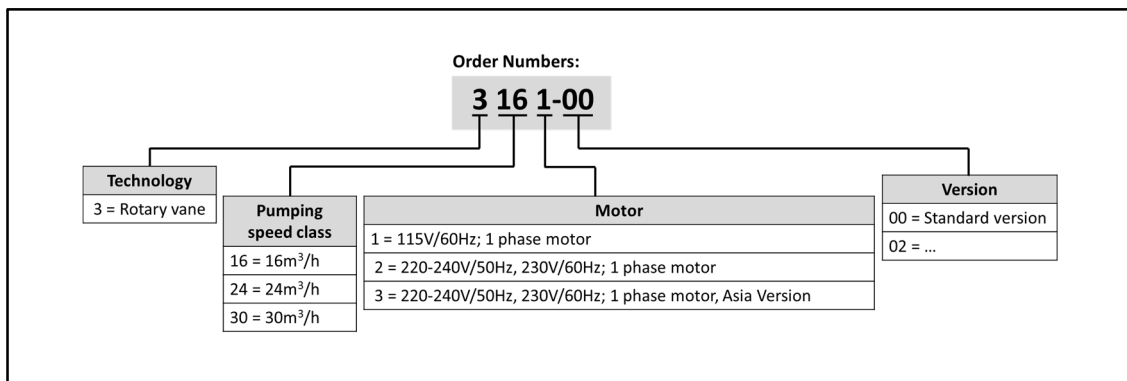 Order Numbers:
3 16 1-00
Technology
3 = Rotary vane
Pumping
speed class
16 = 16m³/h
24 = 24m³/h
30 = 30m³/h
Motor
1 = 115V/60Hz; 1 phase motor
2 = 220-240V/50Hz, 230V/60Hz; 1 phase motor
3 = 220-240V/50Hz, 230V/60Hz; 1 phase motor, Asia Version
Version
00 = Standard version
02 = ...